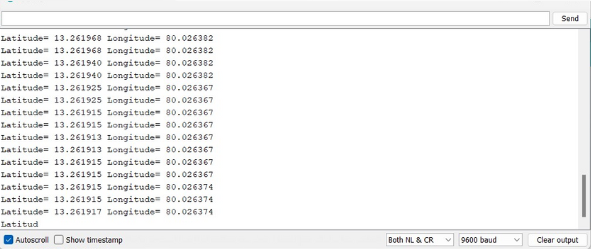 Send
Latitude= 13.261968 Longitude= 80.026382
Latitude= 13.261968 Longitude= 80.026382
Latitude= 13.261940 Longitude= 80.026382
Latitude= 13.261940 Longitude= 80.026382
Latitude= 13.261925 Longitude= 80.026367
Latitude= 13.261925 Longitude= 80.026367
Latitude= 13.261915 Longitude= 80.026367
Latitude= 13.261915 Longitude= 80.026367
Latitude= 13.261913 Longitude= 80.026367
Latitude= 13.261913 Longitude= 80.026367
Latitude= 13.261915 Longitude= 80.026367
Latitude= 13.261915 Longitude= 80.026367
Latitude= 13.261915 Longitude= 80.026374
Latitude= 13.261915 Longitude= 80.026374
Latitude= 13.261917 Longitude= 80.026374
Latitud
Autoscroll Show timestamp Both NL & CR 9600 baud Clear output